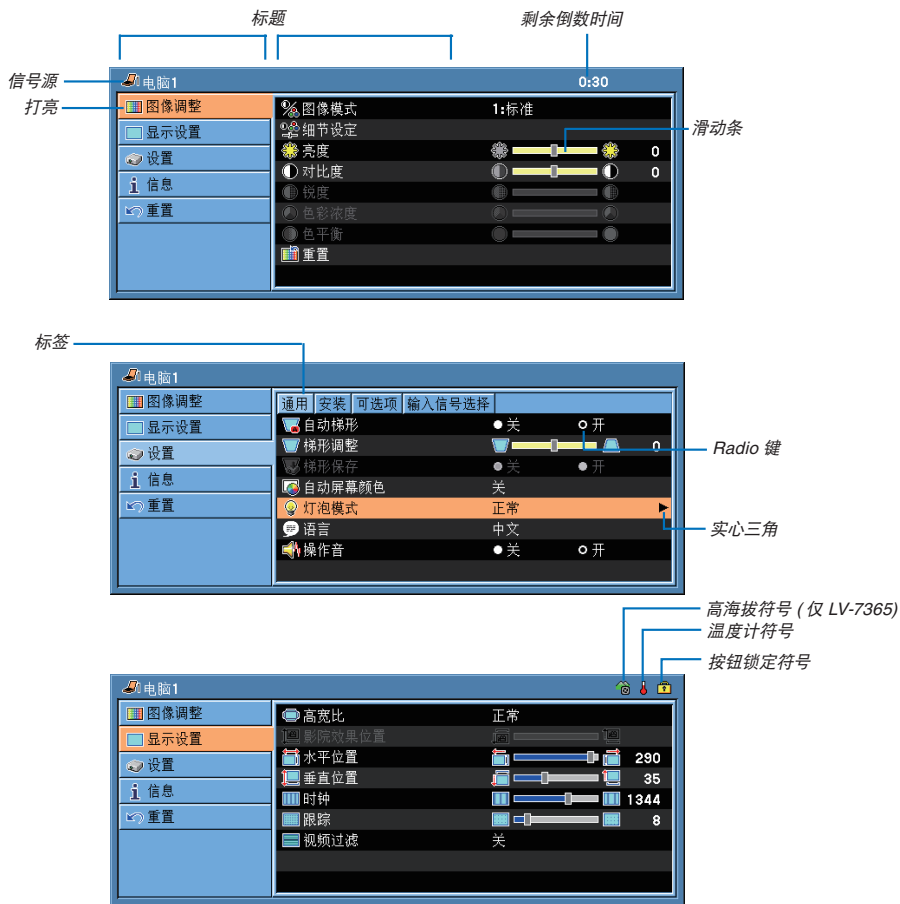 标题
剩余倒数时间
信号源
电脑1
0:30
打亮
图像调整
图像模式
1:标准
显示设置
细节设定
滑动条
设置
亮度
0
信息
对比度
0
重置
锐度
色彩浓度
色平衡
重置
标签
电脑1
图像调整
通用 安装 可选项 输入信号选择
显示设置
自动梯形
关 开
设置
梯形调整
0
Radio 键
信息
梯形保存
关 开
重置
自动屏幕颜色
关
灯泡模式
正常
实心三角
语言
中文
操作音
关 开
高海拔符号 ( 仅 LV-7365)
温度计符号
按钮锁定符号
电脑1
图像调整
高宽比
正常
显示设置
影院效果位置
设置
水平位置
290
信息
垂直位置
35
重置
时钟
1344
跟踪
8
视频过滤
关